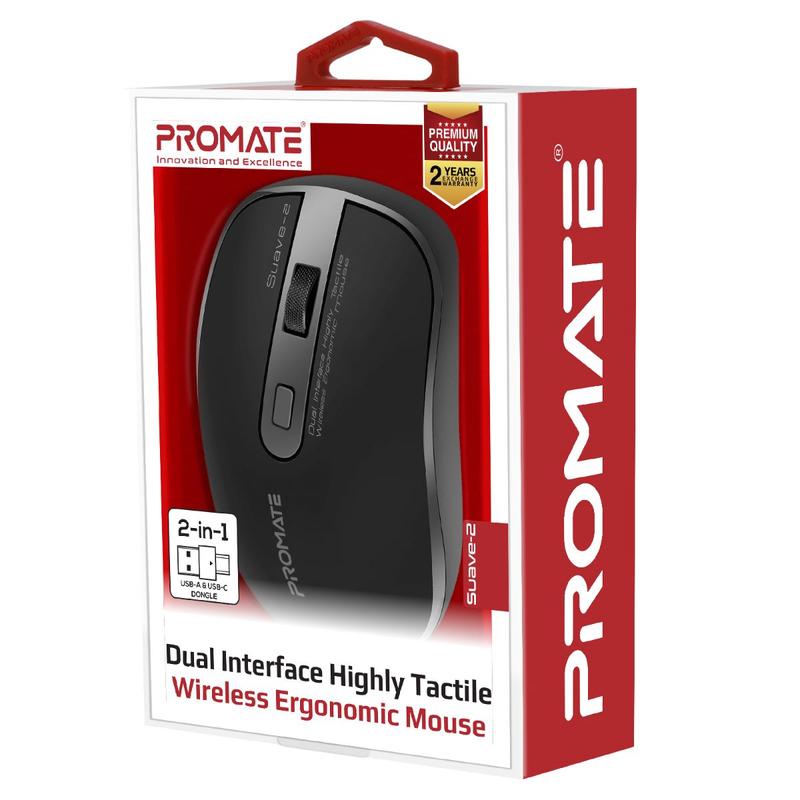 PROMATE
PROMATE®
Innovation and Excellence
PREMIUM
QUALITY
2 YEARS
EXCHANGE
WARRANTY
Suave-2
Dual Interface Highly Tactile
Wireless Ergonomic Mouse
PROMATE
2-in-1
USB-A & USB-C
DONGLE
Suave-2
Dual Interface Highly Tactile
Wireless Ergonomic Mouse
PROMATE®